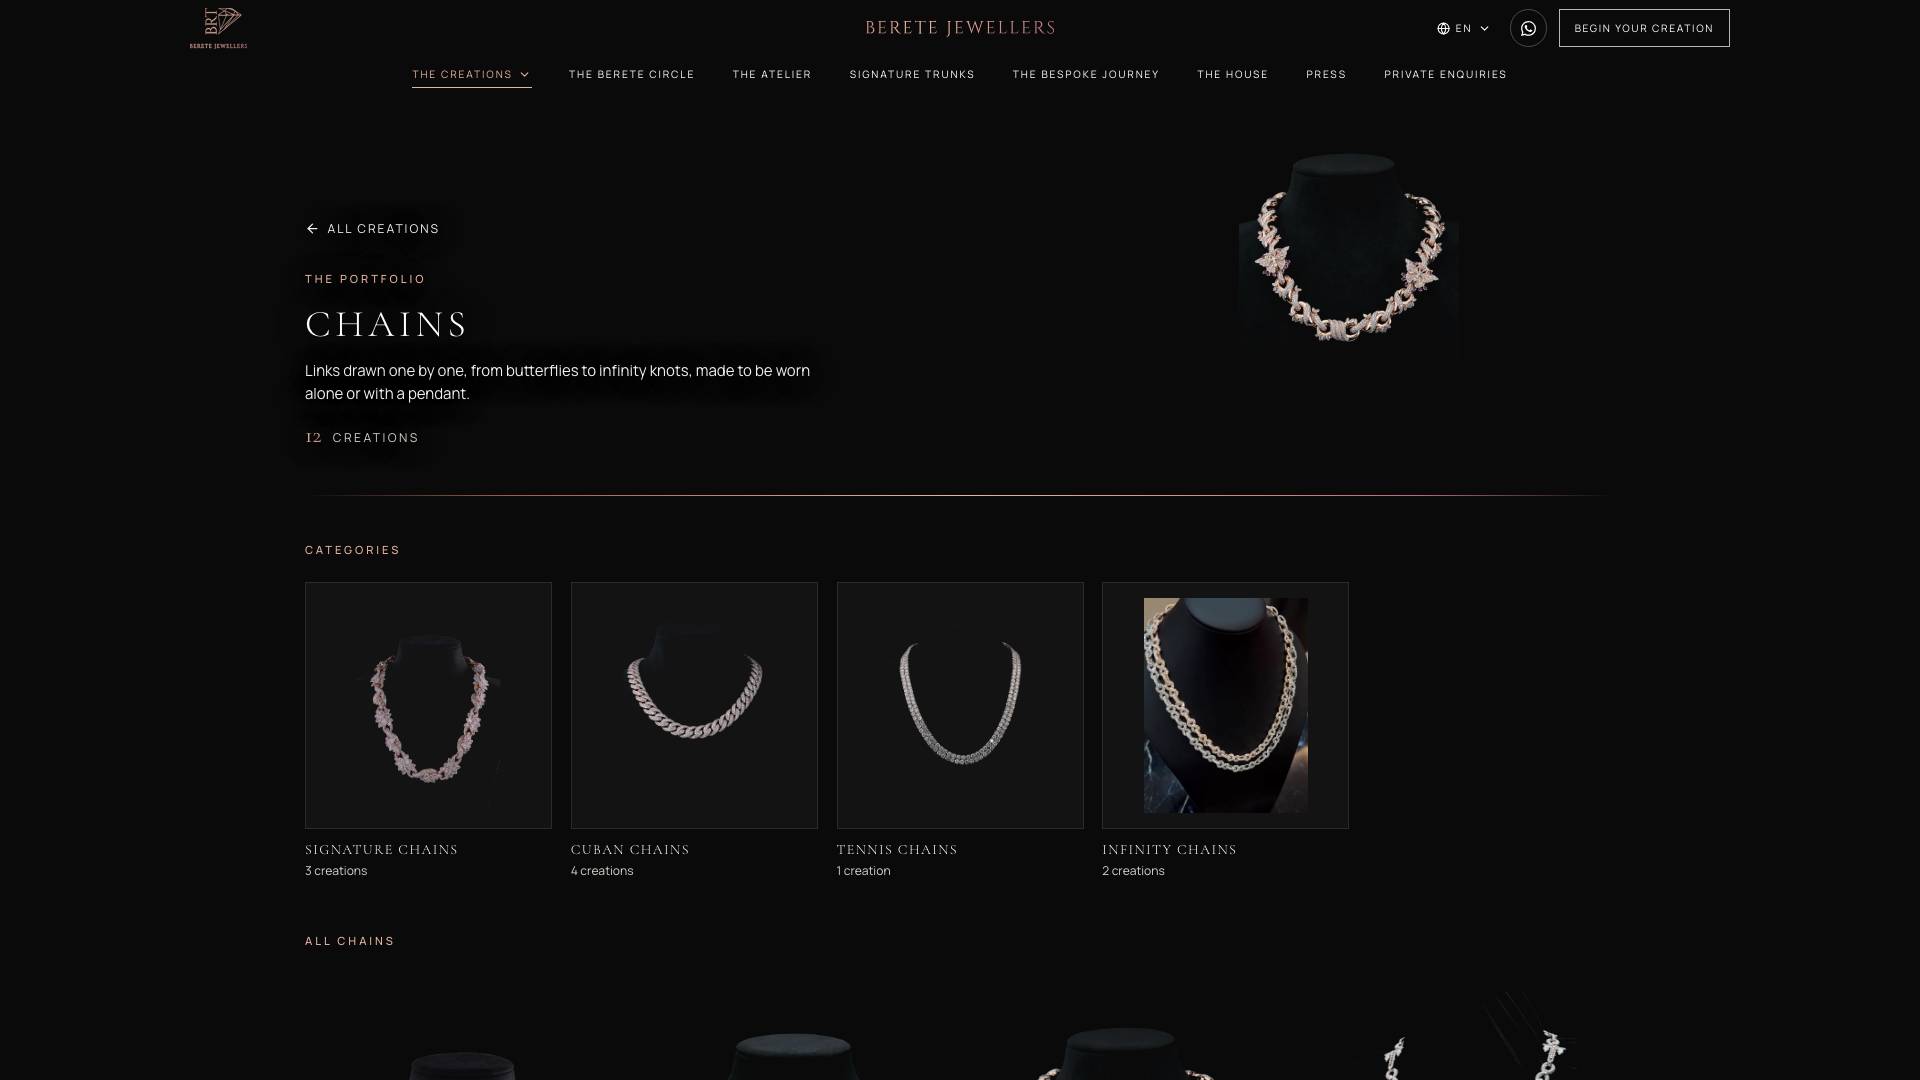 BRT
BERETE JEWELLERS
BERETE JEWELLERS
EN
BEGIN YOUR CREATION
THE CREATIONS
THE BERETE CIRCLE
THE ATELIER
SIGNATURE TRUNKS
THE BESPOKE JOURNEY
THE HOUSE
PRESS
PRIVATE ENQUIRIES
ALL CREATIONS
THE PORTFOLIO
CHAINS
Links drawn one by one, from butterflies to infinity knots, made to be worn
alone or with a pendant.
12 CREATIONS
CATEGORIES
SIGNATURE CHAINS
3 creations
CUBAN CHAINS
4 creations
TENNIS CHAINS
1 creation
INFINITY CHAINS
2 creations
ALL CHAINS